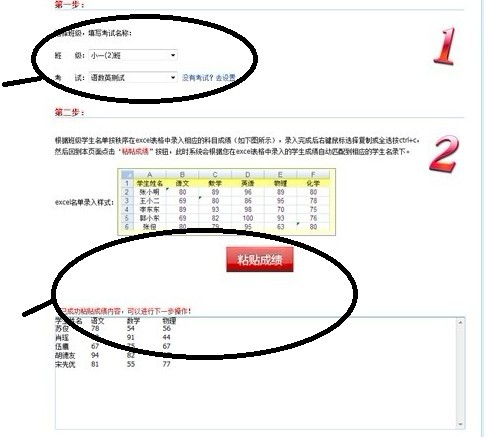 第一步：
择班级，填写考试名称：
班 级： 小一(2)班
考 试： 语数英测试 没有考试？去设置
1
第二步：
根据班级学生名单按秩序在excel表格中录入相应的科目成绩（如下图所示），录入完成后右键鼠标选择复制或全选按ctrl+c，
然后回到本页面点击“粘贴成绩”按钮，此时系统会根据您在excel表格中录入的学生成绩自动匹配到相应的学生名录下。
2
excel名单录入样式：
A B C D E F
1 学生姓名 语文 数学 英语 物理 化学
2 张小明 80 89 96 89 80
3 王小二 69 80 86 95 78
4 李东东 89 93 98 70 75
5 郭小东 69 82 100 93 76
6 张俊 80 79 95 63 80
粘贴成绩
已成功粘贴成绩内容，可以进行下一步操作！
学生姓名 语文 数学 物理
苏俊 78 54 56
肖瑶 91 44
伍鹰 67 75 67
胡德友 94 82
宋先优 81 55 77